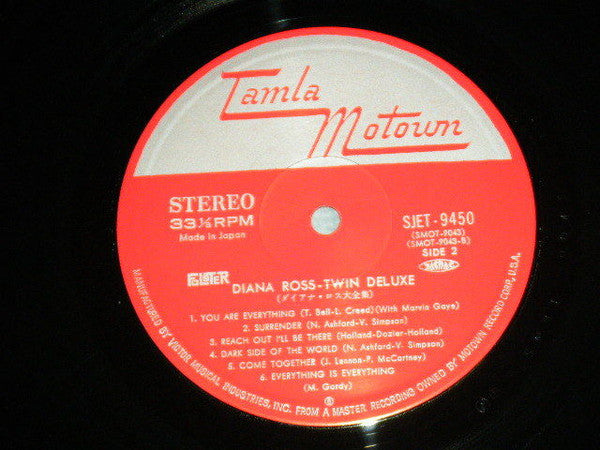 Tamla
Motown
STEREO
33⅓RPM
Made in Japan
SJET-9450
(SMOT-9043)
(SMOT-9043-B)
SIDE 2
DIANA ROSS-TWIN DELUXE
(ダイアナ・ロス大全集)
1. YOU ARE EVERYTHING (T. Bell-L. Creed)(With Marvin Gaye)
2. SURRENDER (N. Ashford-V. Simpson)
3. REACH OUT I'LL BE THERE (Holland-Dozier-Holland)
4. DARK SIDE OF THE WORLD (N. Ashford-V. Simpson)
5. COME TOGETHER (J. Lennon-P. McCartney)
6. EVERYTHING IS EVERYTHING
(M. Gordy)
MANUFACTURED BY VICTOR MUSICAL INDUSTRIES, INC. FROM A MASTER RECORDING OWNED BY MOTOWN RECORD CORP., U.S.A.